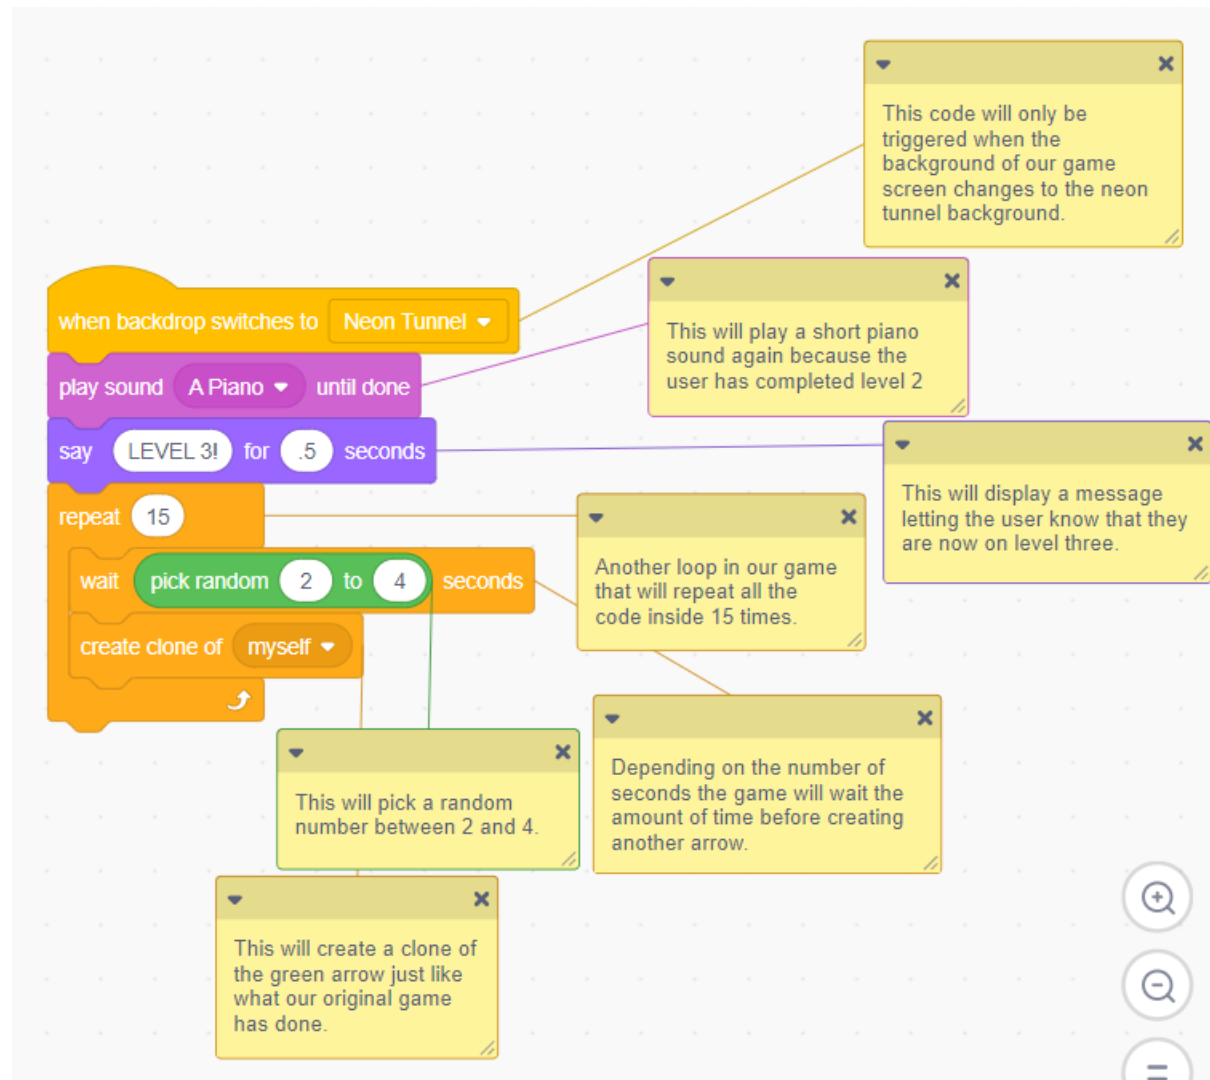 This code will only be
triggered when the
background of our game
screen changes to the neon
tunnel background.
when backdrop switches to Neon Tunnel
This will play a short piano
sound again because the
user has completed level 2
play sound A Piano until done
say LEVEL 3! for .5 seconds
This will display a message
letting the user know that they
are now on level three.
repeat 15
Another loop in our game
that will repeat all the
code inside 15 times.
wait pick random 2 to 4 seconds
create clone of myself
Depending on the number of
seconds the game will wait the
amount of time before creating
another arrow.
This will pick a random
number between 2 and 4.
This will create a clone of
the green arrow just like
what our original game
has done.